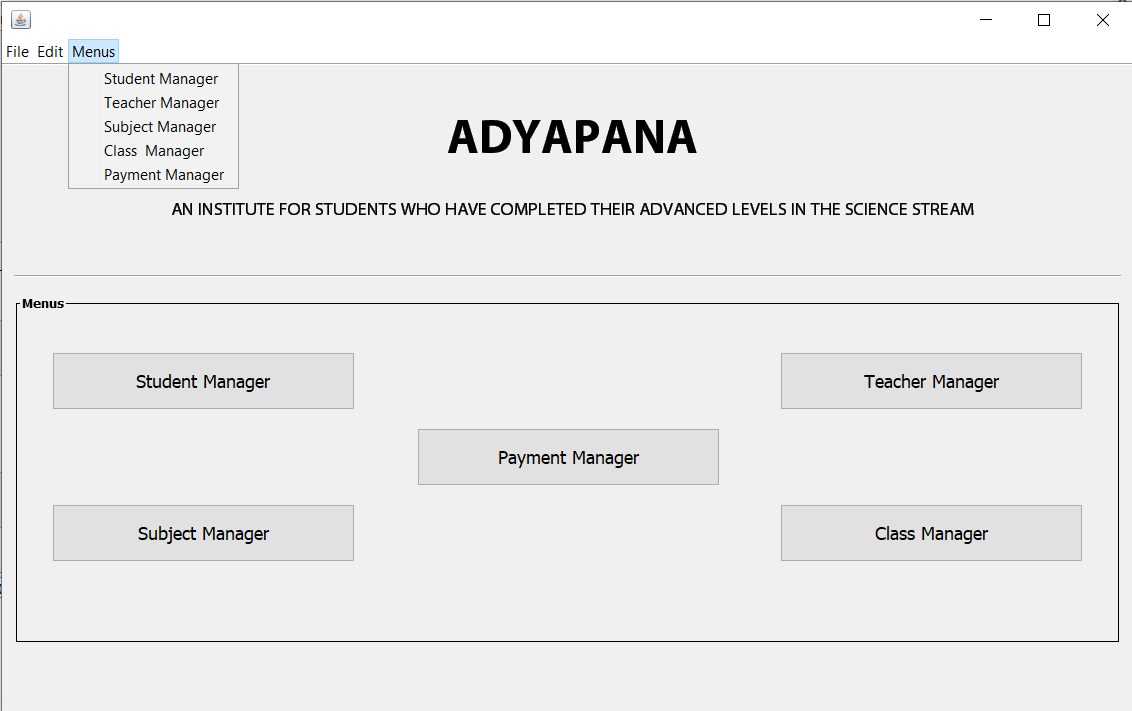 File Edit Menus
Student Manager
Teacher Manager
Subject Manager
Class  Manager
Payment Manager
ADYAPANA
AN INSTITUTE FOR STUDENTS WHO HAVE COMPLETED THEIR ADVANCED LEVELS IN THE SCIENCE STREAM
Menus
Student Manager
Teacher Manager
Payment Manager
Subject Manager
Class Manager